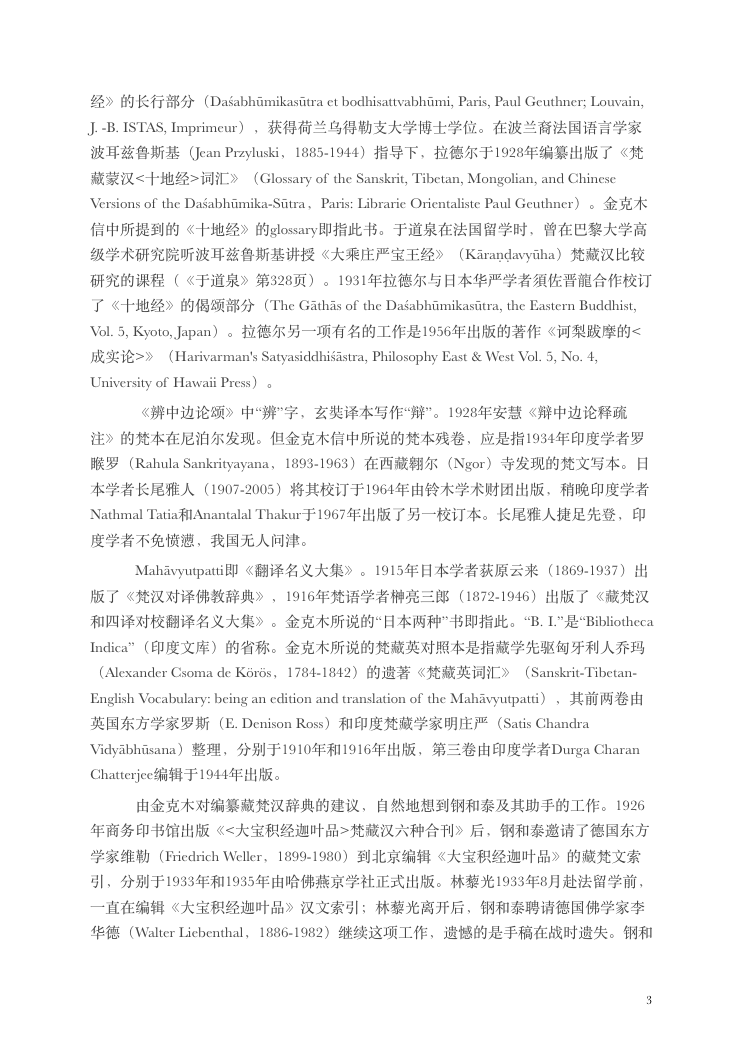 经》的长行部分（Daśabhūmikasūtra et bodhisattvabhūmi, Paris, Paul Geuthner; Louvain,
J. -B. ISTAS, Imprimeur），获得荷兰乌得勒支大学博士学位。在波兰裔法国语言学家
波耳兹鲁斯基（Jean Przyluski，1885-1944）指导下，拉德尔于1928年编纂出版了《梵
藏蒙汉<十地经>词汇》（Glossary of the Sanskrit, Tibetan, Mongolian, and Chinese
Versions of the Daśabhūmika-Sūtra，Paris: Librarie Orientaliste Paul Geuthner）。金克木
信中所提到的《十地经》的glossary即指此书。于道泉在法国留学时，曾在巴黎大学高
级学术研究院听波耳兹鲁斯基讲授《大乘庄严宝王经》（Kāraṇḍavyūha）梵藏汉比较
研究的课程（《于道泉》第328页）。1931年拉德尔与日本华严学者須佐晋龍合作校订
了《十地经》的偈颂部分（The Gāthās of the Daśabhūmikasūtra, the Eastern Buddhist,
Vol. 5, Kyoto, Japan）。拉德尔另一项有名的工作是1956年出版的著作《诃梨跋摩的<
成实论>》（Harivarman's Satyasiddhiśāstra, Philosophy East & West Vol. 5, No. 4,
University of Hawaii Press）。
《辨中边论颂》中“辨”字，玄奘译本写作“辩”。1928年安慧《辩中边论释疏
注》的梵本在尼泊尔发现。但金克木信中所说的梵本残卷，应是指1934年印度学者罗
睺罗（Rahula Sankrityayana，1893-1963）在西藏翱尔（Ngor）寺发现的梵文写本。日
本学者长尾雅人（1907-2005）将其校订于1964年由铃木学术财团出版，稍晚印度学者
Nathmal Tatia和Anantalal Thakur于1967年出版了另一校订本。长尾雅人捷足先登，印
度学者不免愤懑，我国无人问津。
Mahāvyutpatti即《翻译名义大集》。1915年日本学者荻原云来（1869-1937）出
版了《梵汉对译佛教辞典》，1916年梵语学者榊亮三郎（1872-1946）出版了《藏梵汉
和四译对校翻译名义大集》。金克木所说的“日本两种”书即指此。“B. I.”是“Bibliotheca
Indica”（印度文库）的省称。金克木所说的梵藏英对照本是指藏学先驱匈牙利人乔玛
（Alexander Csoma de Körös，1784-1842）的遗著《梵藏英词汇》（Sanskrit-Tibetan-
English Vocabulary: being an edition and translation of the Mahāvyutpatti），其前两卷由
英国东方学家罗斯（E. Denison Ross）和印度梵藏学家明庄严（Satis Chandra
Vidyābhūsana）整理，分别于1910年和1916年出版，第三卷由印度学者Durga Charan
Chatterjee编辑于1944年出版。
由金克木对编纂藏梵汉辞典的建议，自然地想到钢和泰及其助手的工作。1926
年商务印书馆出版《<大宝积经迦叶品>梵藏汉六种合刊》后，钢和泰邀请了德国东方
学家维勒（Friedrich Weller，1899-1980）到北京编辑《大宝积经迦叶品》的藏梵文索
引，分别于1933年和1935年由哈佛燕京学社正式出版。林藜光1933年8月赴法留学前，
一直在编辑《大宝积经迦叶品》汉文索引；林藜光离开后，钢和泰聘请德国佛学家李
华德（Walter Liebenthal，1886-1982）继续这项工作，遗憾的是手稿在战时遗失。钢和
3